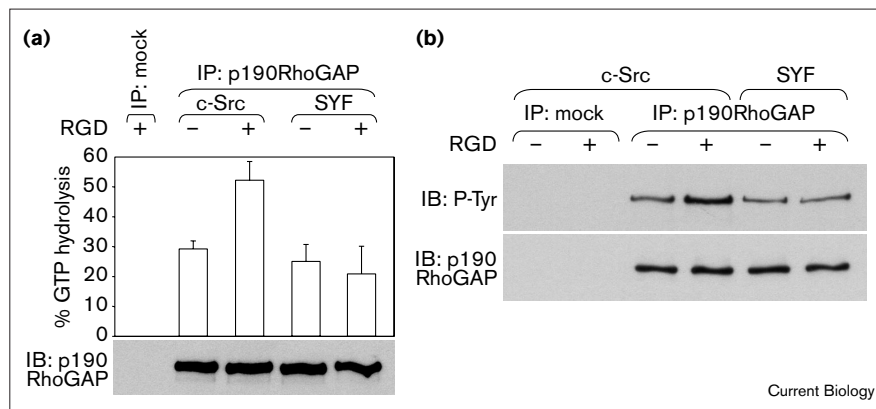 (a)
IP: mock
IP: p190RhoGAP
c-Src SYF
RGD + − + − +
% GTP hydrolysis
60
50
40
30
20
10
0
IB: p190
RhoGAP
(b)
c-Src SYF
IP: mock IP: p190RhoGAP
RGD − + − + − +
IB: P-Tyr
IB: p190
RhoGAP
Current Biology